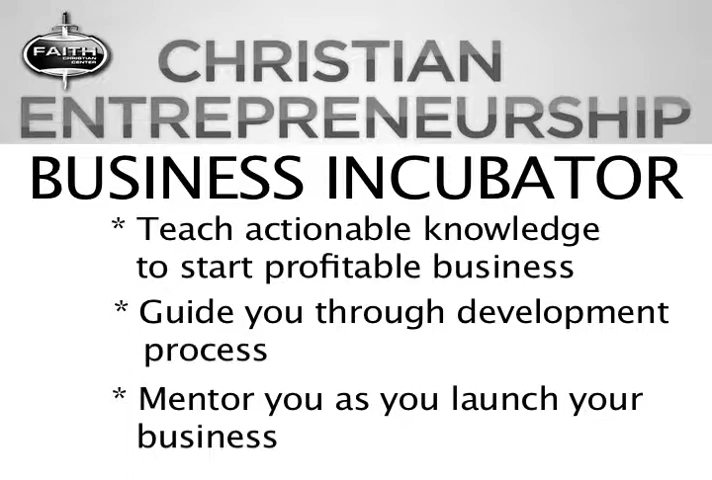 FAITH
CHRISTIAN
CENTER
CHRISTIAN
ENTREPRENEURSHIP
BUSINESS INCUBATOR
* Teach actionable knowledge
to start profitable business
* Guide you through development
process
* Mentor you as you launch your
business